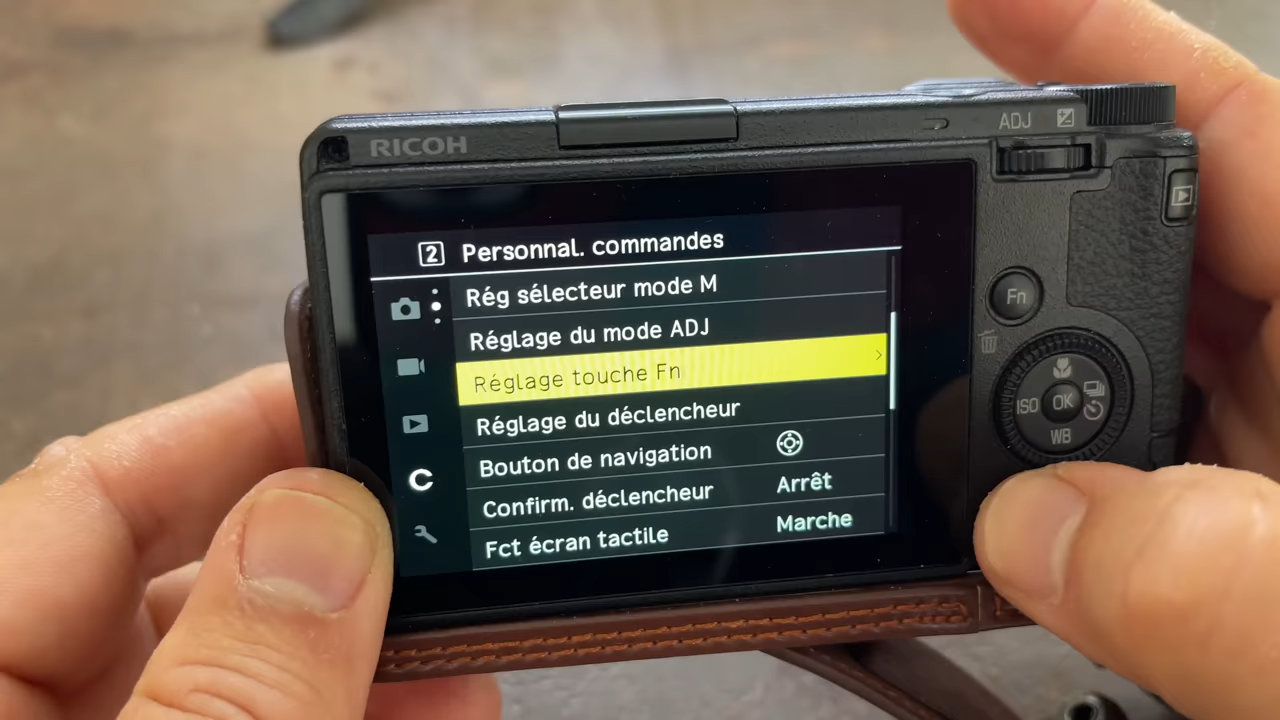 RICOH
ADJ
2 Personnal. commandes
Rég sélecteur mode M
Réglage du mode ADJ
Réglage touche Fn
Réglage du déclencheur
Bouton de navigation
Confirm. déclencheur Arrêt
Fct écran tactile Marche
C
Fn
ISO OK
WB